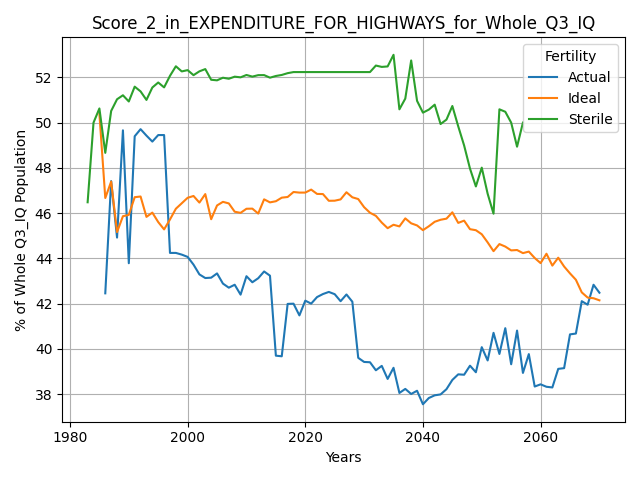 Score_2_in_EXPENDITURE_FOR_HIGHWAYS_for_Whole_Q3_IQ
Fertility
Actual
Ideal
Sterile
% of Whole Q3_IQ Population
52
50
48
46
44
42
40
38
1980
2000
2020
2040
2060
Years